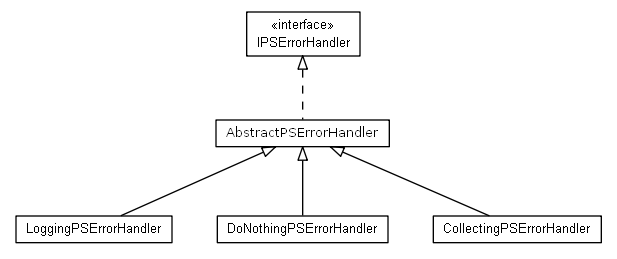 «interface»
IPSErrorHandler
AbstractPSErrorHandler
LoggingPSErrorHandler
DoNothingPSErrorHandler
CollectingPSErrorHandler